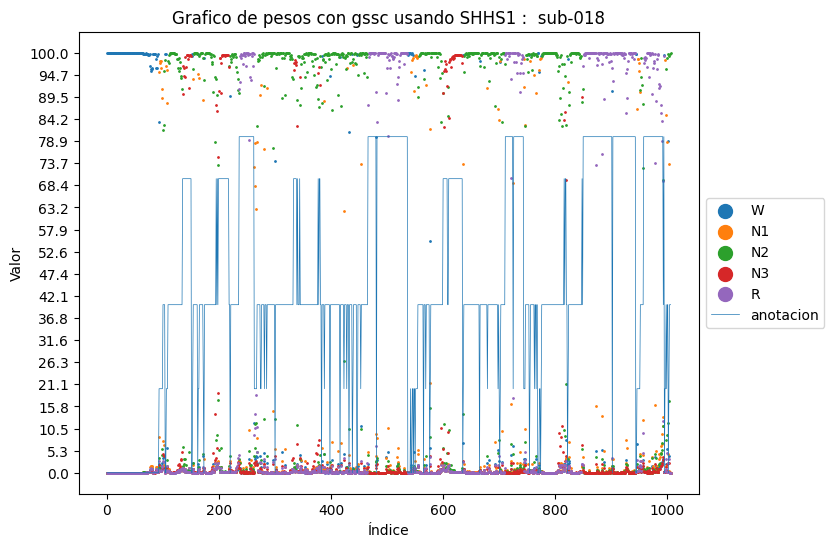 Grafico de pesos con gssc usando SHHS1 :  sub-018
Valor
100.0
94.7
89.5
84.2
78.9
73.7
68.4
63.2
57.9
52.6
47.4
42.1
36.8
31.6
26.3
21.1
15.8
10.5
5.3
0.0
0 200 400 600 800 1000
Índice
W
N1
N2
N3
R
anotacion